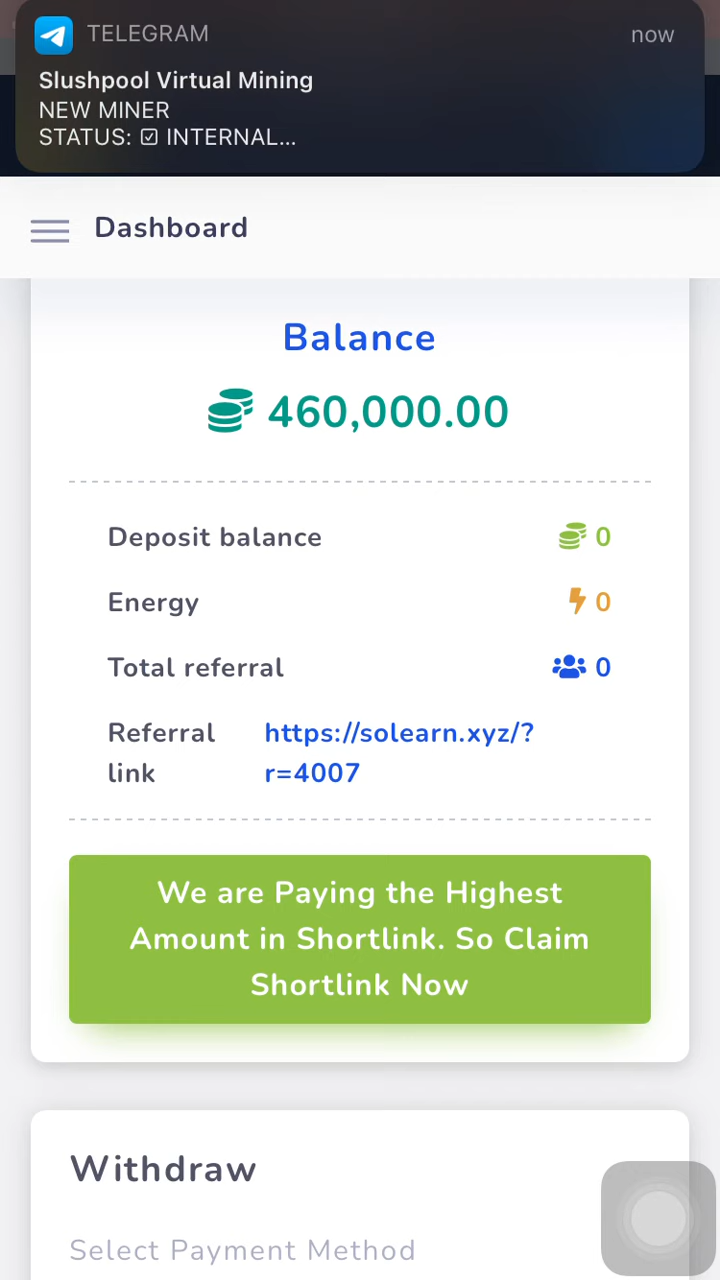 TELEGRAM now
Slushpool Virtual Mining
NEW MINER
STATUS: ☑ INTERNAL...
Dashboard
Balance
460,000.00
Deposit balance 0
Energy 0
Total referral 0
Referral link https://solearn.xyz/?r=4007
We are Paying the Highest
Amount in Shortlink. So Claim
Shortlink Now
Withdraw
Select Payment Method